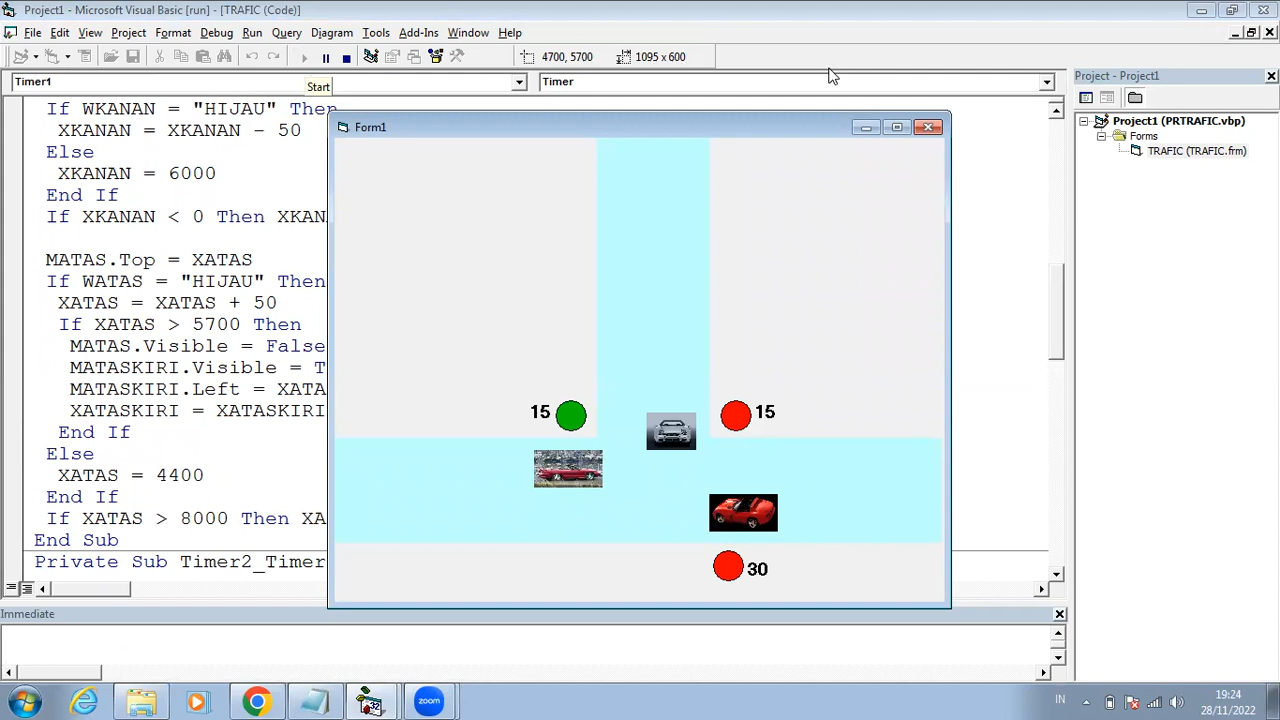 Project1 - Microsoft Visual Basic [run] - [TRAFIC (Code)]
File Edit View Project Format Debug Run Query Diagram Tools Add-Ins Window Help
4700, 5700 1095 x 600
Timer1 Timer
Start
If WKANAN = "HIJAU" Then
XKANAN = XKANAN - 50
Else
XKANAN = 6000
End If
If XKANAN < 0 Then XKAN
MATAS.Top = XATAS
If WATAS = "HIJAU" Then
XATAS = XATAS + 50
If XATAS > 5700 Then
MATAS.Visible = False
MATASKIRI.Visible = T
MATASKIRI.Left = XATA
XATASKIRI = XATASKIRI
End If
Else
XATAS = 4400
End If
If XATAS > 8000 Then XA
End Sub
Private Sub Timer2_Timer
Form1
15 15
30
Project - Project1
Project1 (PRTRAFIC.vbp)
Forms
TRAFIC (TRAFIC.frm)
Immediate
32
zoom
IN
19:24
28/11/2022